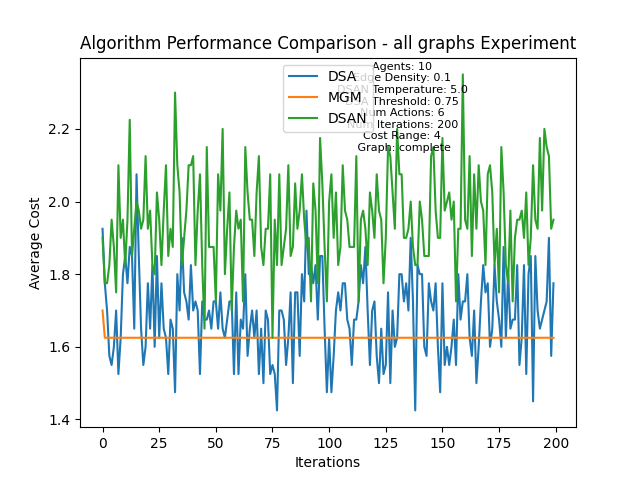 Algorithm Performance Comparison - all graphs Experiment
DSA
MGM
DSAN
Agents: 10
Edge Density: 0.1
DSAN Temperature: 5.0
DSA Threshold: 0.75
Num Actions: 6
Num Iterations: 200
Cost Range: 4
Graph: complete
2.2
2.0
1.8
1.6
1.4
Average Cost
0
25
50
75
100
125
150
175
200
Iterations